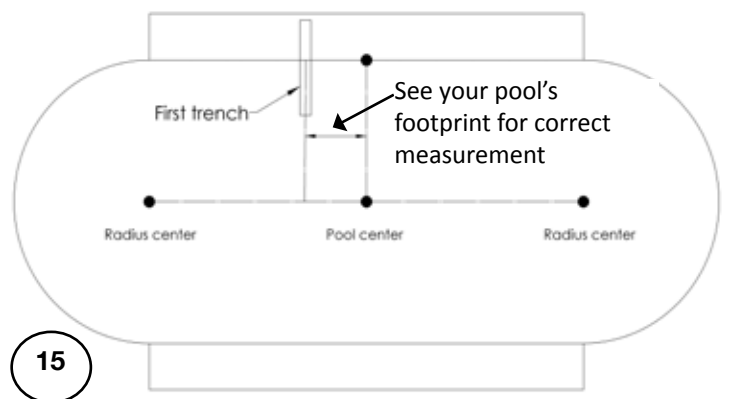 See your pool's
footprint for correct
measurement
First trench
Radius center
Pool center
Radius center
15